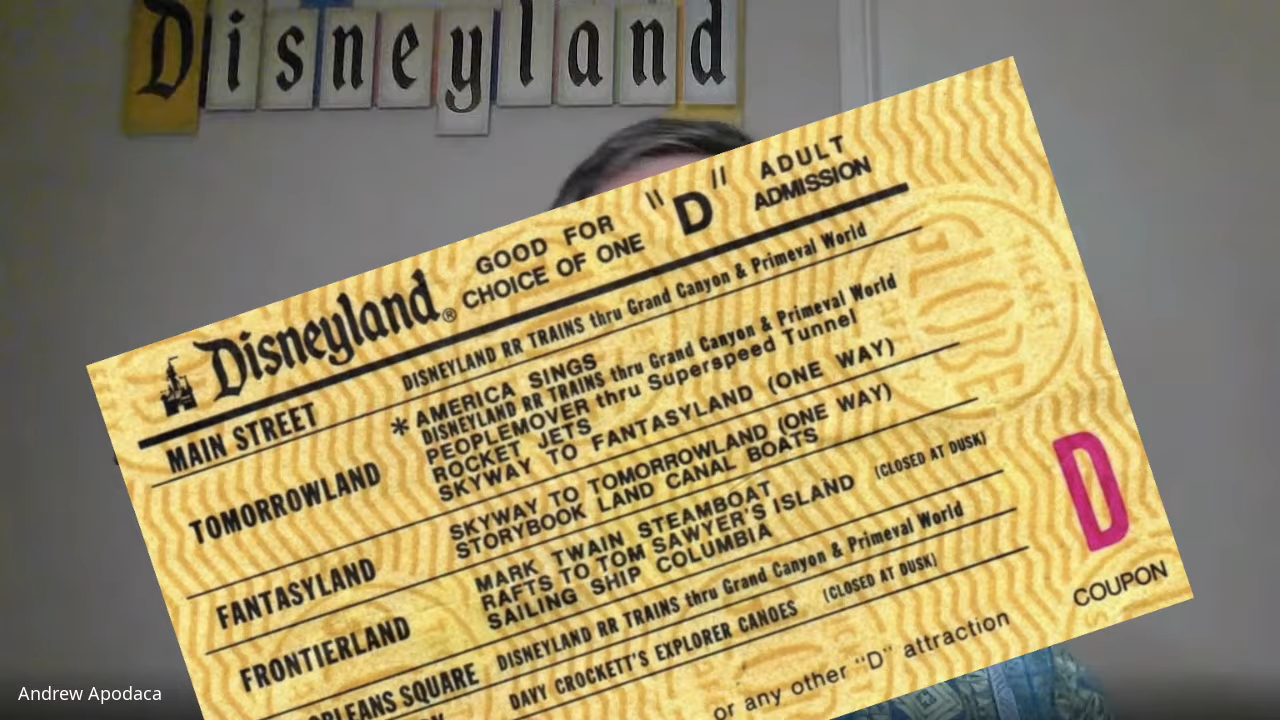 Disneyland
Disneyland®
GOOD FOR
CHOICE OF ONE
"D"
ADULT
ADMISSION
MAIN STREET
DISNEYLAND RR TRAINS thru Grand Canyon & Primeval World
TOMORROWLAND
* AMERICA SINGS
DISNEYLAND RR TRAINS thru Grand Canyon & Primeval World
PEOPLEMOVER thru Superspeed Tunnel
ROCKET JETS
SKYWAY TO FANTASYLAND (ONE WAY)
FANTASYLAND
SKYWAY TO TOMORROWLAND (ONE WAY)
STORYBOOK LAND CANAL BOATS
FRONTIERLAND
MARK TWAIN STEAMBOAT
RAFTS TO TOM SAWYER'S ISLAND (CLOSED AT DUSK)
SAILING SHIP COLUMBIA
RLEANS SQUARE
DISNEYLAND RR TRAINS thru Grand Canyon & Primeval World
DAVY CROCKETT'S EXPLORER CANOES (CLOSED AT DUSK)
or any other "D" attraction
GLOBE
TICKET
D
COUPON
Andrew Apodaca